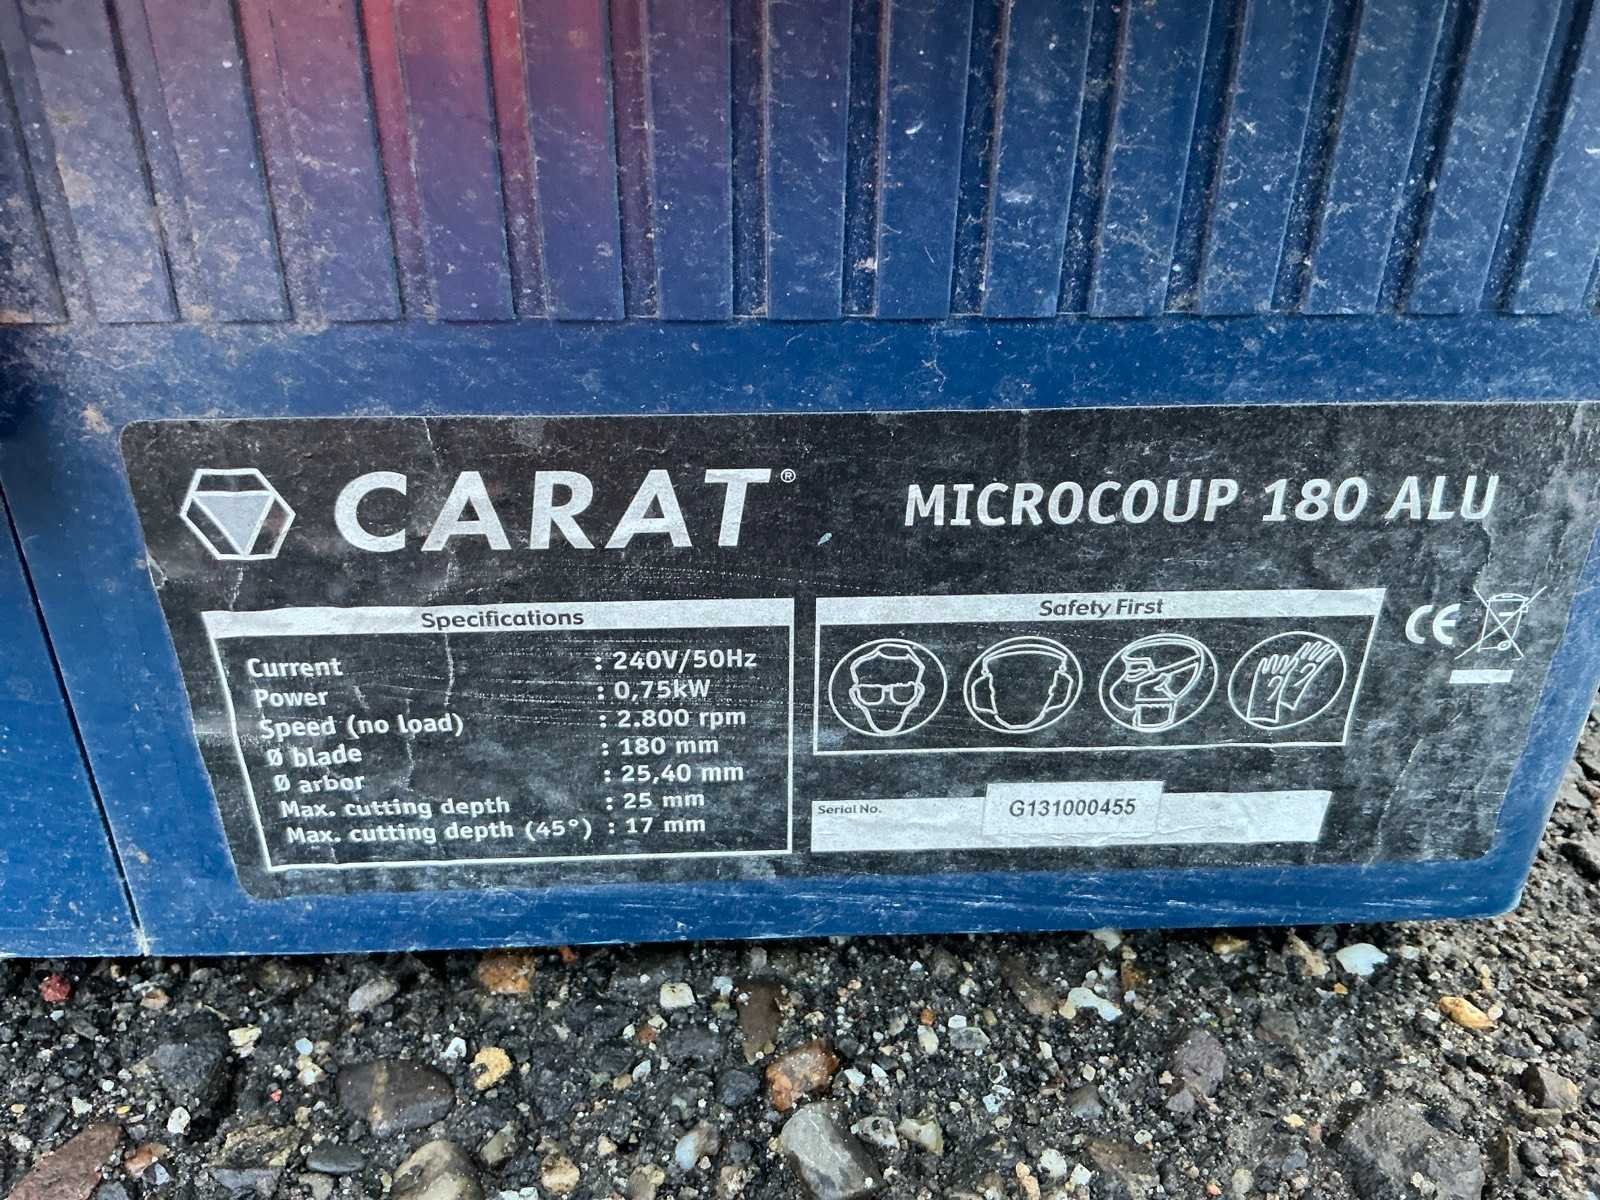 CARAT®
MICROCOUP 180 ALU
Specifications
Current : 240V/50Hz
Power : 0,75kW
Speed (no load) : 2.800 rpm
Ø blade : 180 mm
Ø arbor : 25,40 mm
Max. cutting depth : 25 mm
Max. cutting depth (45°) : 17 mm
Safety First
CE
Serial No.
G131000455